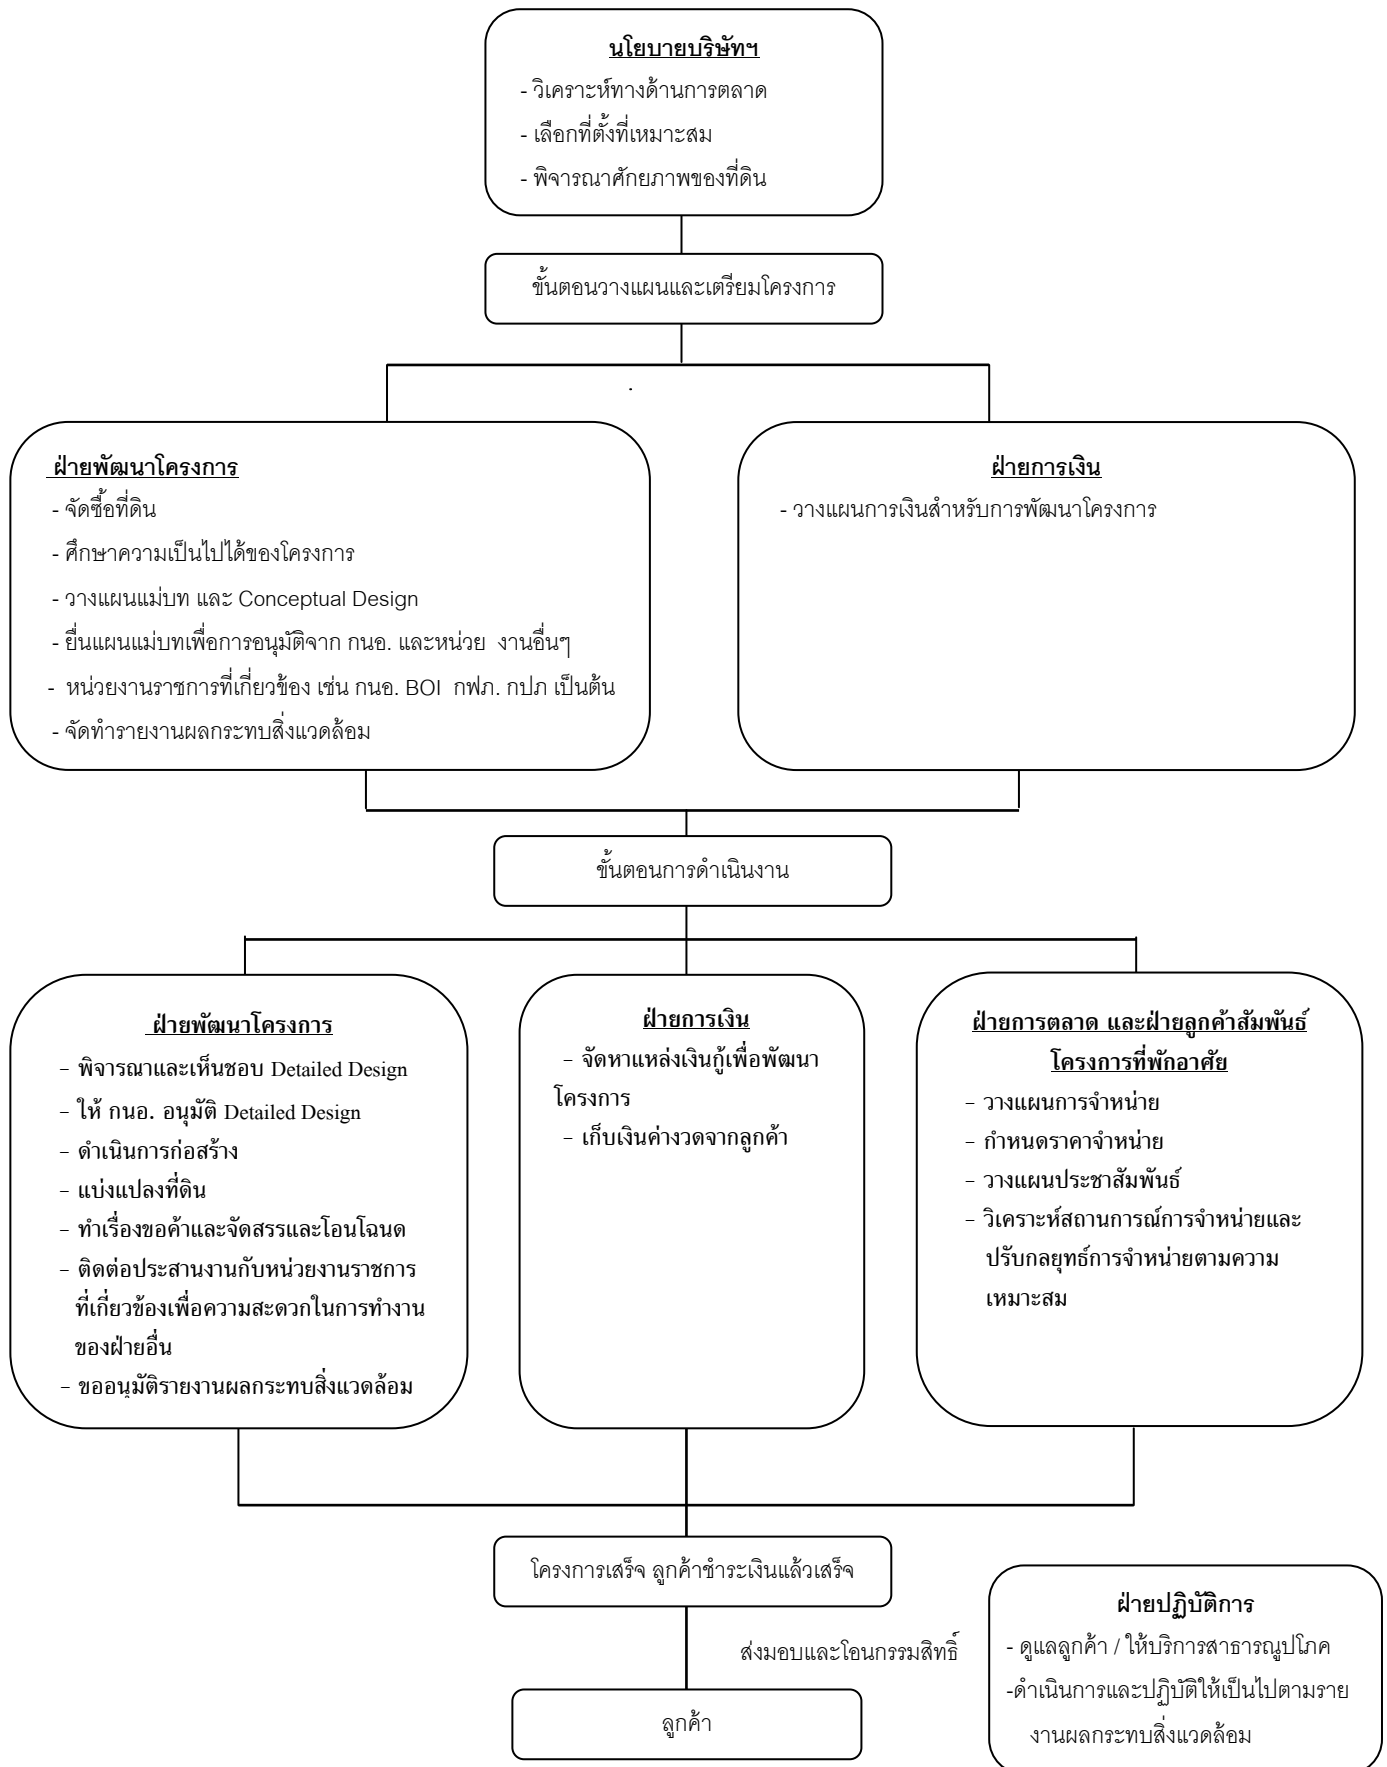 นโยบายบริษัทฯ
- วิเคราะห์ทางด้านการตลาด
- เลือกที่ตั้งที่เหมาะสม
- พิจารณาศักยภาพของที่ดิน
ขั้นตอนวางแผนและเตรียมโครงการ
ฝ่ายพัฒนาโครงการ
- จัดซื้อที่ดิน
- ศึกษาความเป็นไปได้ของโครงการ
- วางแผนแม่บท และ Conceptual Design
- ยื่นแผนแม่บทเพื่อการอนุมัติจาก กนอ. และหน่วย งานอื่นๆ
- หน่วยงานราชการที่เกี่ยวข้อง เช่น กนอ. BOI กฟภ. กปภ เป็นต้น
- จัดทำรายงานผลกระทบสิ่งแวดล้อม
ฝ่ายการเงิน
- วางแผนการเงินสำหรับการพัฒนาโครงการ
ขั้นตอนการดำเนินงาน
ฝ่ายพัฒนาโครงการ
- พิจารณาและเห็นชอบ Detailed Design
- ให้ กนอ. อนุมัติ Detailed Design
- ดำเนินการก่อสร้าง
- แบ่งแปลงที่ดิน
- ทำเรื่องขอค้าและจัดสรรและโอนโฉนด
- ติดต่อประสานงานกับหน่วยงานราชการ
ที่เกี่ยวข้องเพื่อความสะดวกในการทำงาน
ของฝ่ายอื่น
- ขออนุมัติรายงานผลกระทบสิ่งแวดล้อม
ฝ่ายการเงิน
- จัดหาแหล่งเงินกู้เพื่อพัฒนา
โครงการ
- เก็บเงินค่างวดจากลูกค้า
ฝ่ายการตลาด และฝ่ายลูกค้าสัมพันธ์
โครงการที่พักอาศัย
- วางแผนการจำหน่าย
- กำหนดราคาจำหน่าย
- วางแผนประชาสัมพันธ์
- วิเคราะห์สถานการณ์การจำหน่ายและ
ปรับกลยุทธ์การจำหน่ายตามความ
เหมาะสม
โครงการเสร็จ ลูกค้าชำระเงินแล้วเสร็จ
ส่งมอบและโอนกรรมสิทธิ์
ลูกค้า
ฝ่ายปฏิบัติการ
- ดูแลลูกค้า / ให้บริการสาธารณูปโภค
-ดำเนินการและปฏิบัติให้เป็นไปตามราย
งานผลกระทบสิ่งแวดล้อม